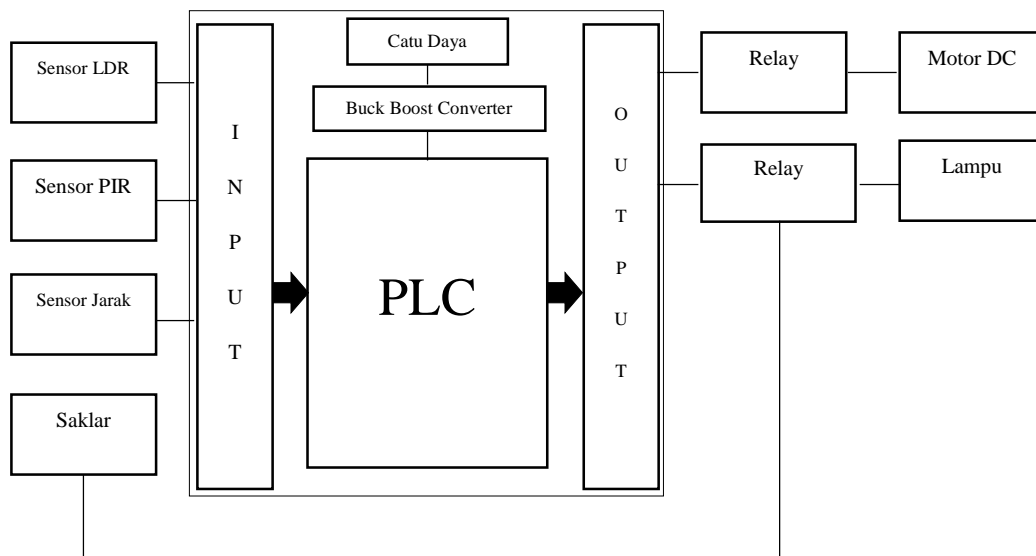 Sensor LDR
Sensor PIR
Sensor Jarak
Saklar
I
N
P
U
T
Catu Daya
Buck Boost Converter
PLC
O
U
T
P
U
T
Relay
Motor DC
Relay
Lampu